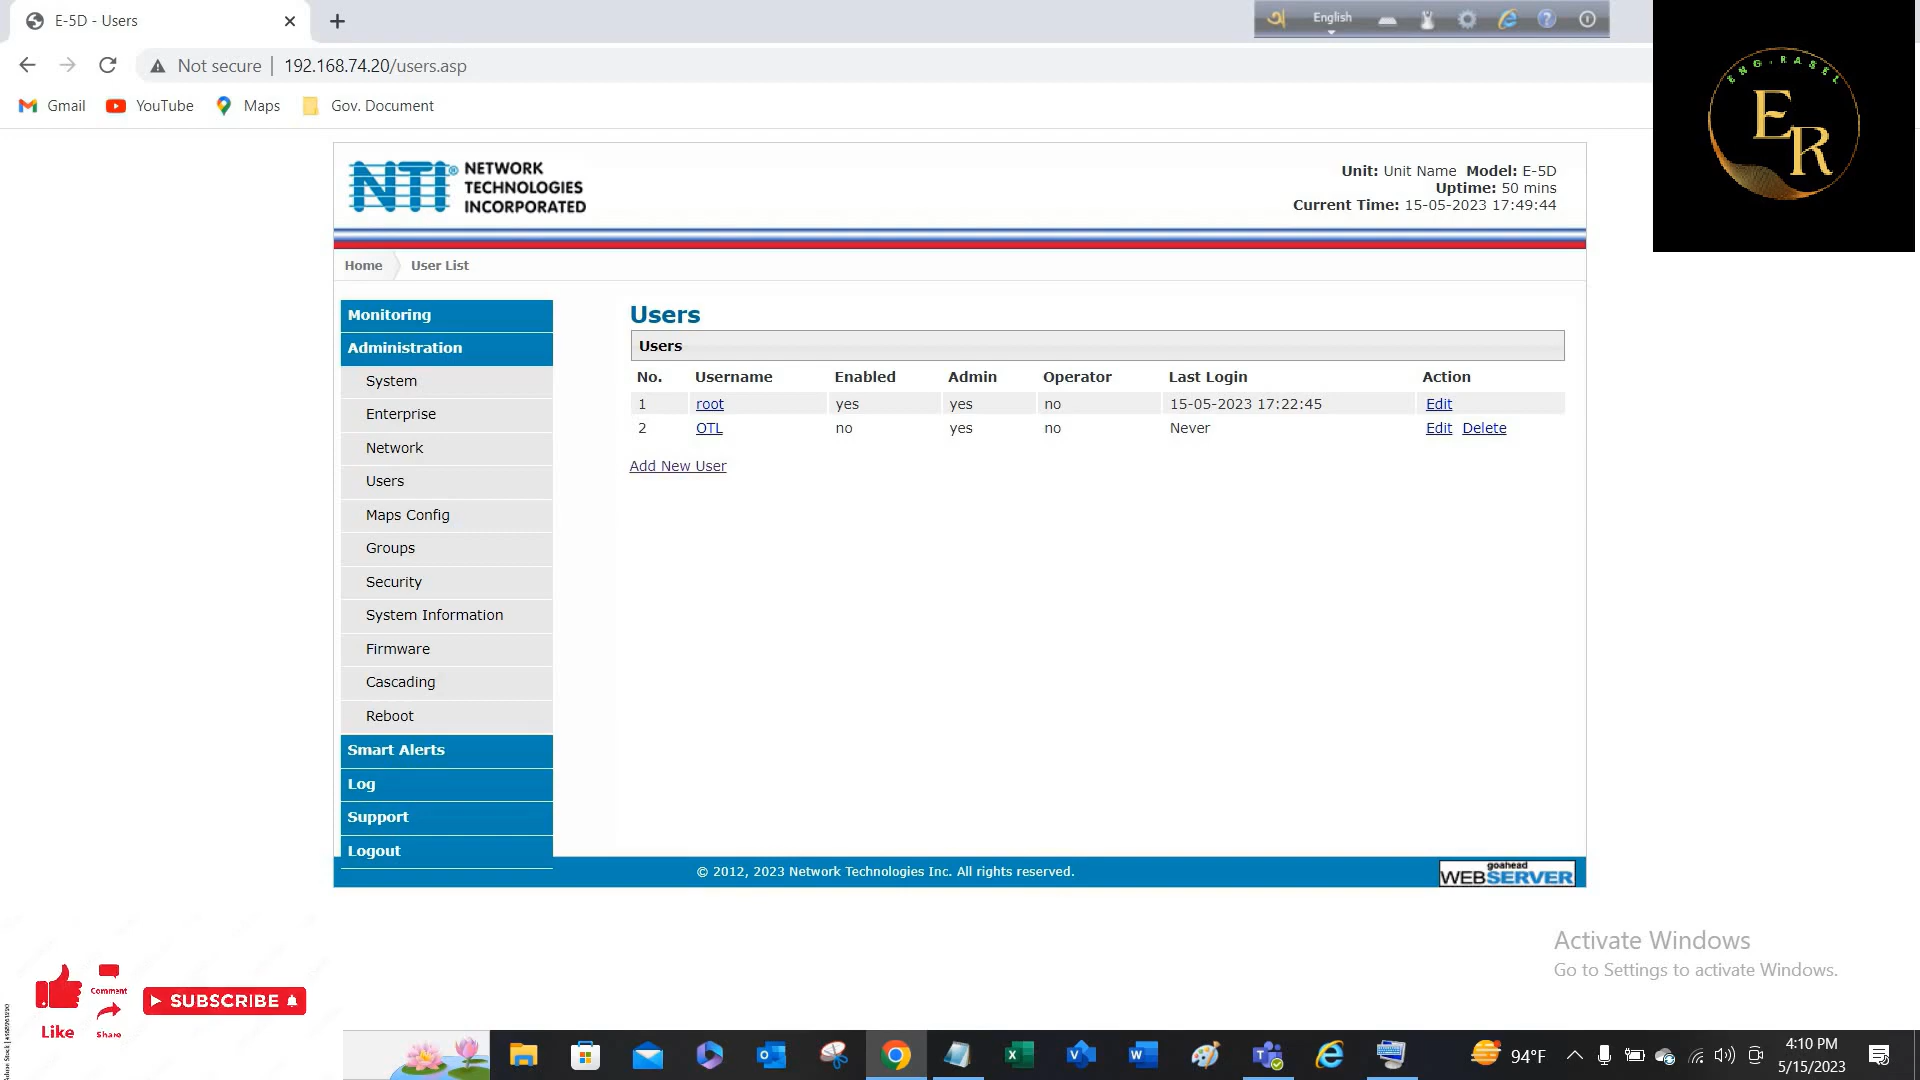 E-5D - Users
English
Not secure
192.168.74.20/users.asp
Gmail
YouTube
Maps
Gov. Document
ENG.RASEL
ER
NTI® NETWORK
TECHNOLOGIES
INCORPORATED
Unit: Unit Name Model: E-5D
Uptime: 50 mins
Current Time: 15-05-2023 17:49:44
Home
User List
Monitoring
Administration
System
Enterprise
Network
Users
Maps Config
Groups
Security
System Information
Firmware
Cascading
Reboot
Smart Alerts
Log
Support
Logout
Users
Users
No. Username Enabled Admin Operator Last Login Action
1 root yes yes no 15-05-2023 17:22:45 Edit
2 OTL no yes no Never Edit Delete
Add New User
© 2012, 2023 Network Technologies Inc. All rights reserved.
goahead
WEBSERVER
Activate Windows
Go to Settings to activate Windows.
Like
Comment
Share
SUBSCRIBE
94°F
4:10 PM
5/15/2023